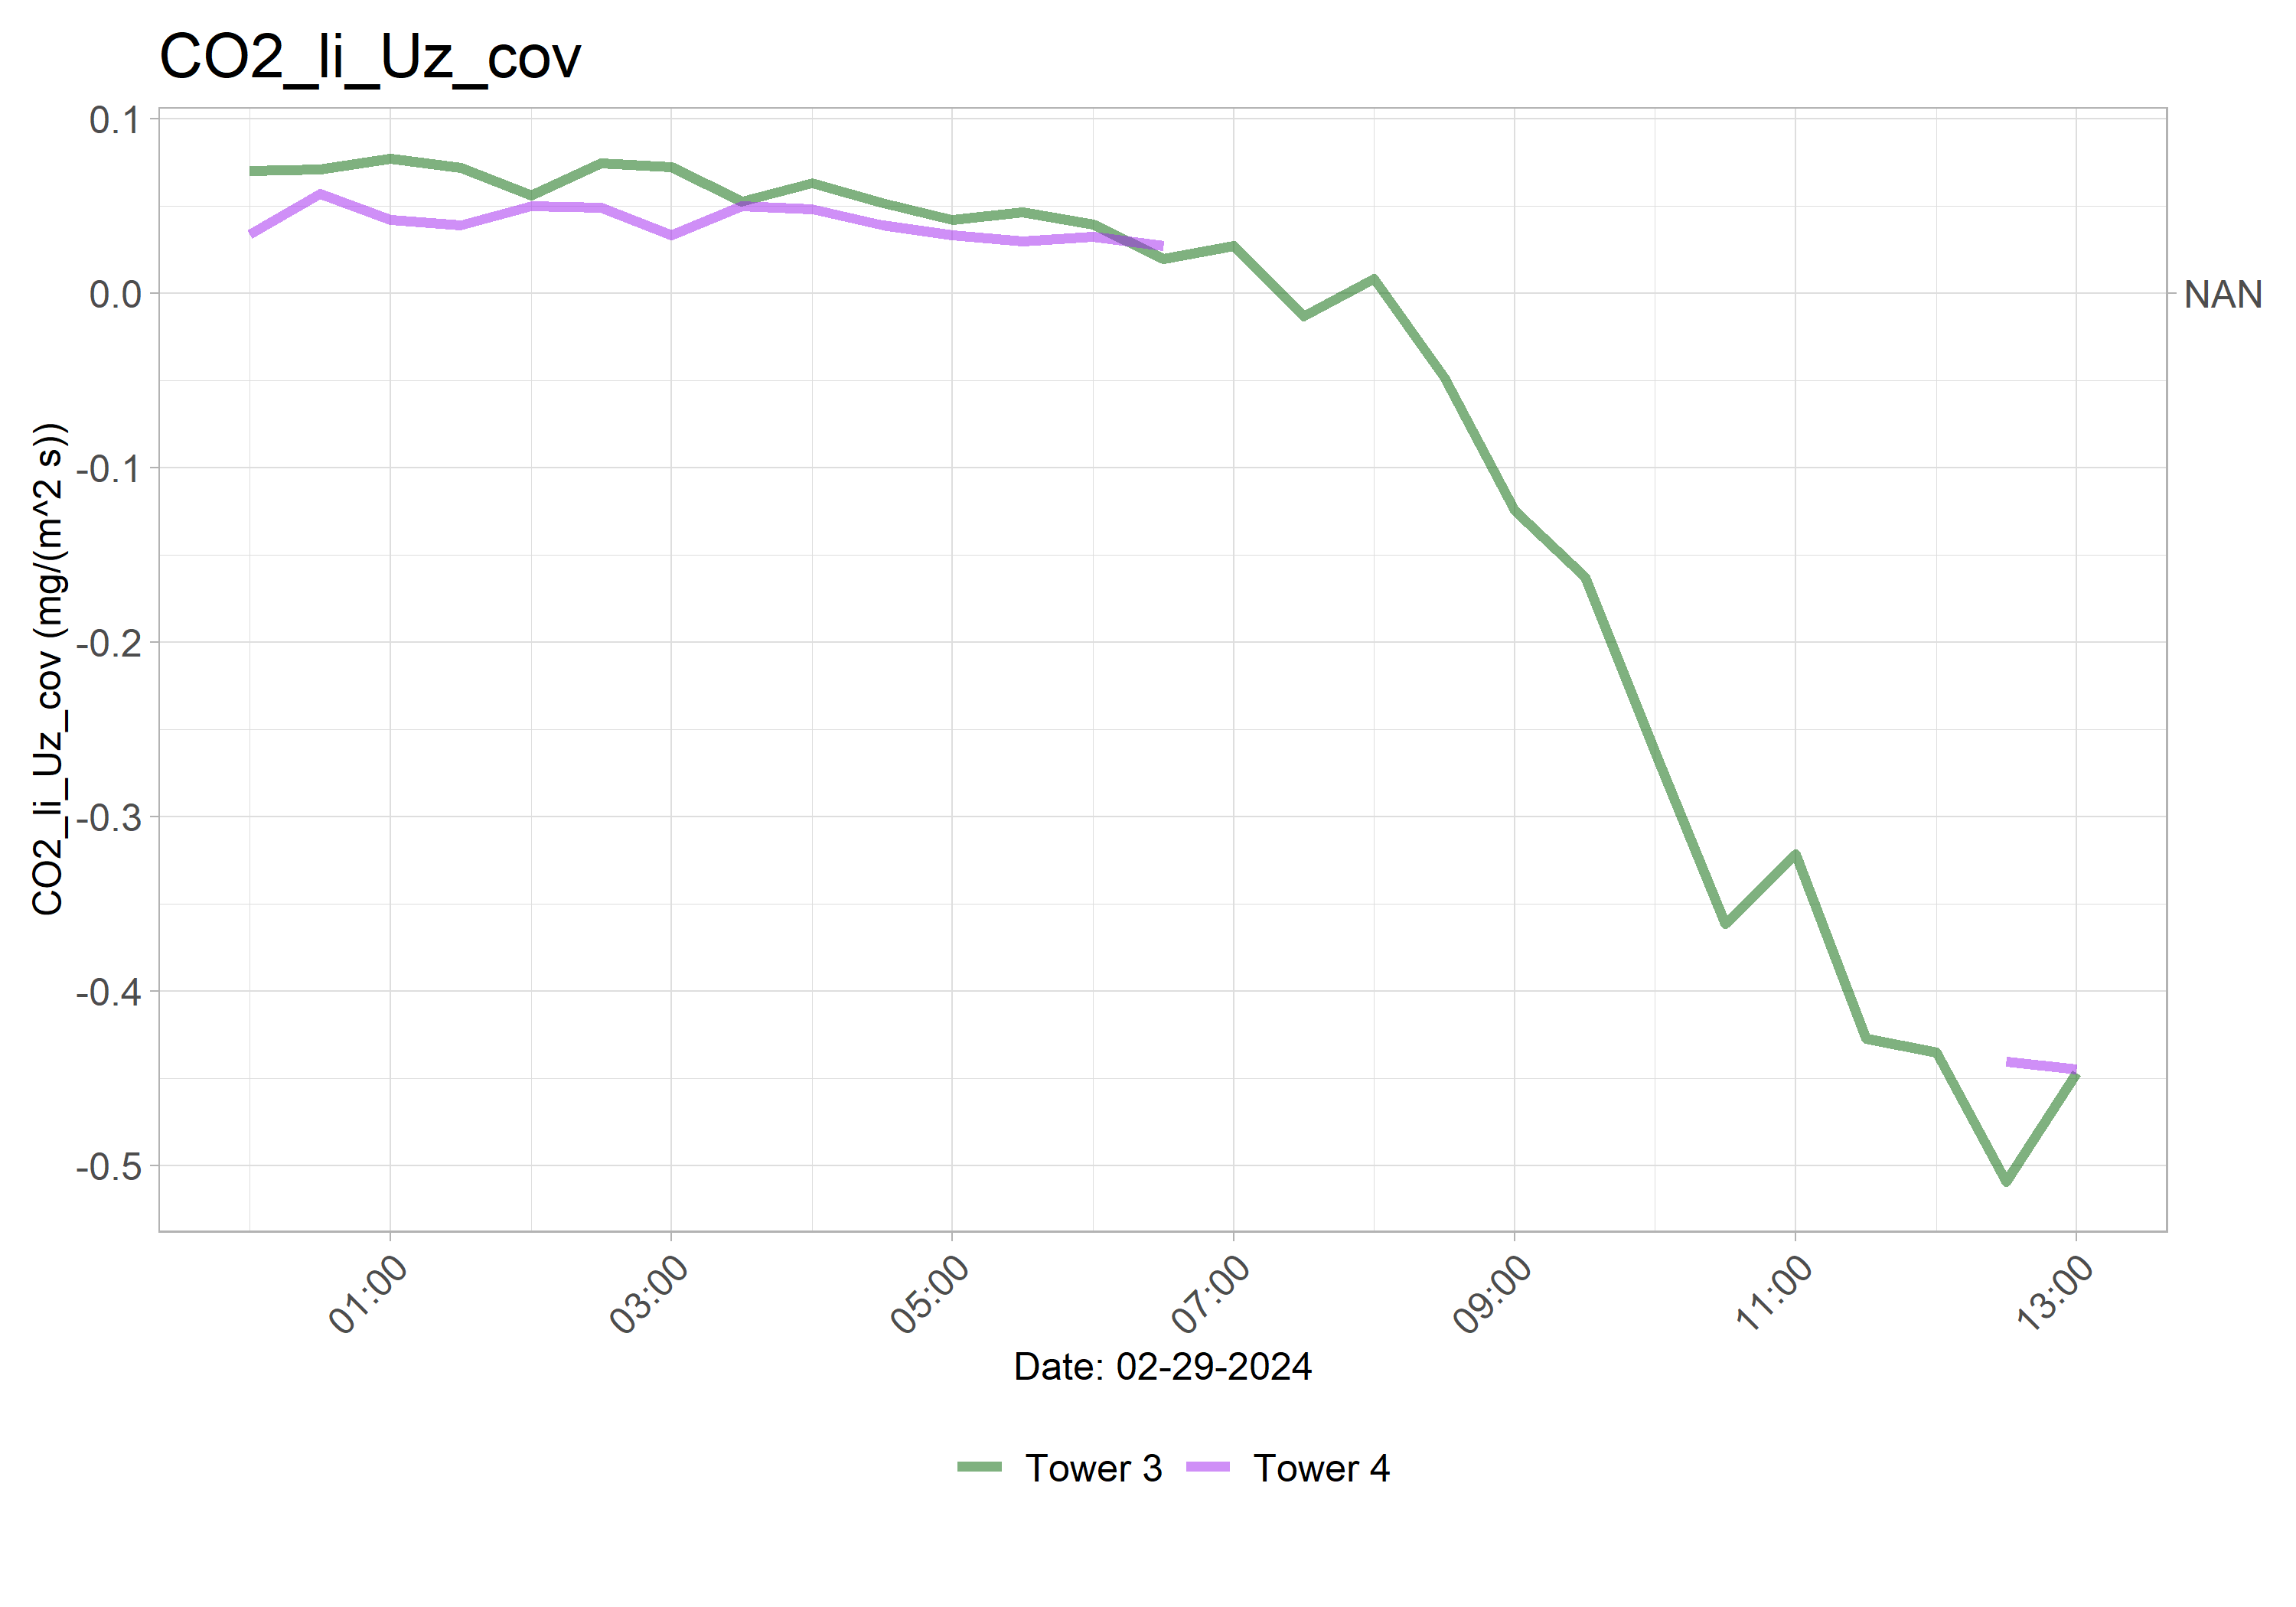 CO2_li_Uz_cov
0.1
0.0
-0.1
-0.2
-0.3
-0.4
-0.5
NAN
CO2_li_Uz_cov (mg/(m^2 s))
01:00
03:00
05:00
07:00
09:00
11:00
13:00
Date: 02-29-2024
Tower 3
Tower 4